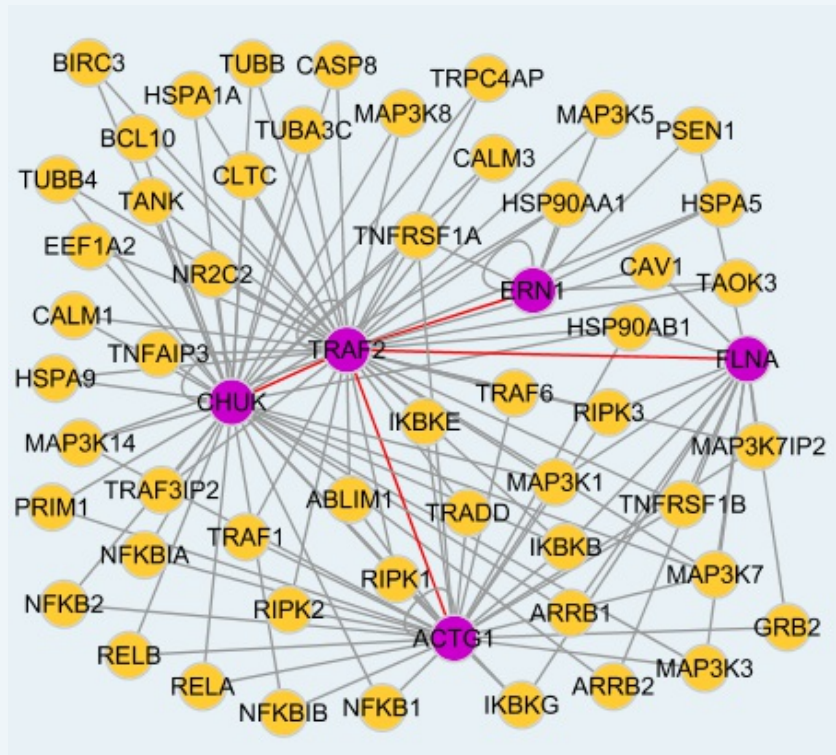 BIRC3
TUBB
CASP8
TRPC4AP
HSPA1A
MAP3K8
MAP3K5
PSEN1
BCL10
TUBA3C
CALM3
TUBB4
TANK
CLTC
HSP90AA1
HSPA5
EEF1A2
NR2C2
TNFRSF1A
ERN1
CAV1
TAOK3
CALM1
TNFAIP3
TRAF2
HSP90AB1
FLNA
HSPA9
CHUK
TRAF6
RIPK3
IKBKE
MAP3K14
MAP3K7IP2
PRIM1
TRAF3IP2
ABLIM1
TRADD
MAP3K1
TNFRSF1B
NFKBIA
TRAF1
IKBKB
RIPK1
MAP3K7
NFKB2
RIPK2
ARRB1
GRB2
ACTG1
RELB
MAP3K3
RELA
NFKBIB
NFKB1
IKBKG
ARRB2